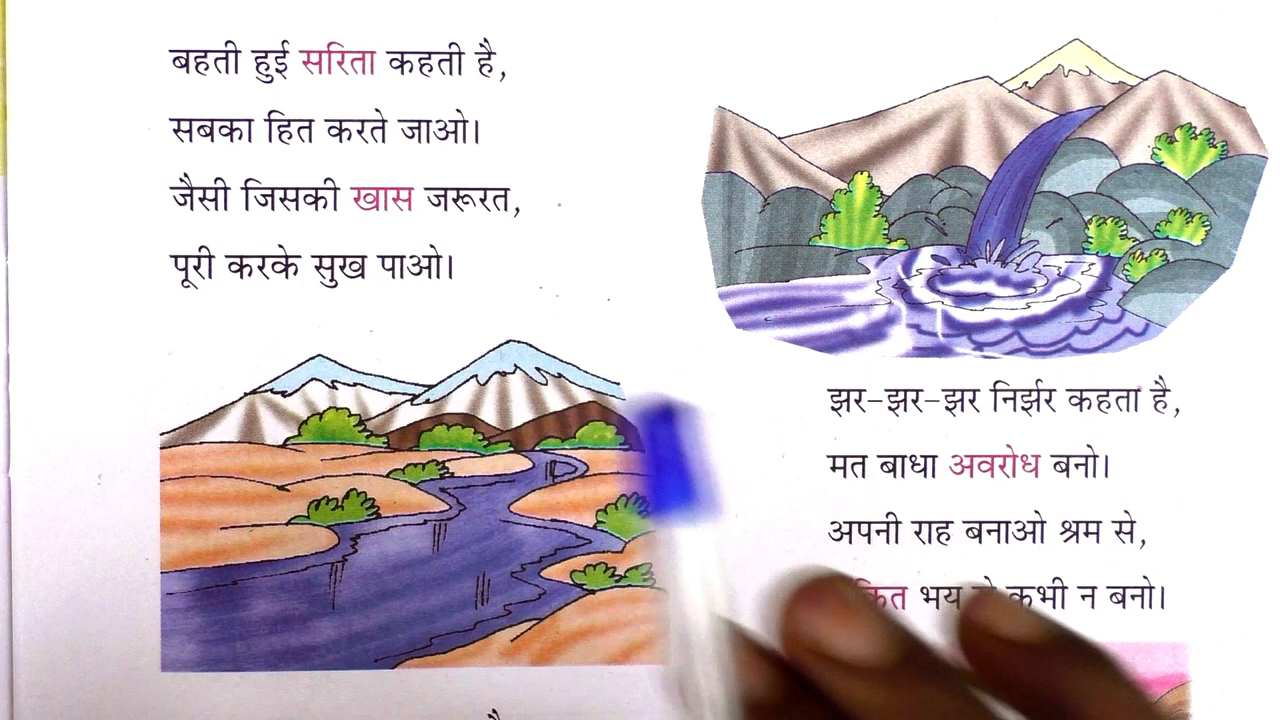 बहती हुई सरिता कहती है,
सबका हित करते जाओ।
जैसी जिसकी खास जरूरत,
पूरी करके सुख पाओ।
झर-झर-झर निर्झर कहता है,
मत बाधा अवरोध बनो।
अपनी राह बनाओ श्रम से,
भय कभी न बनो।